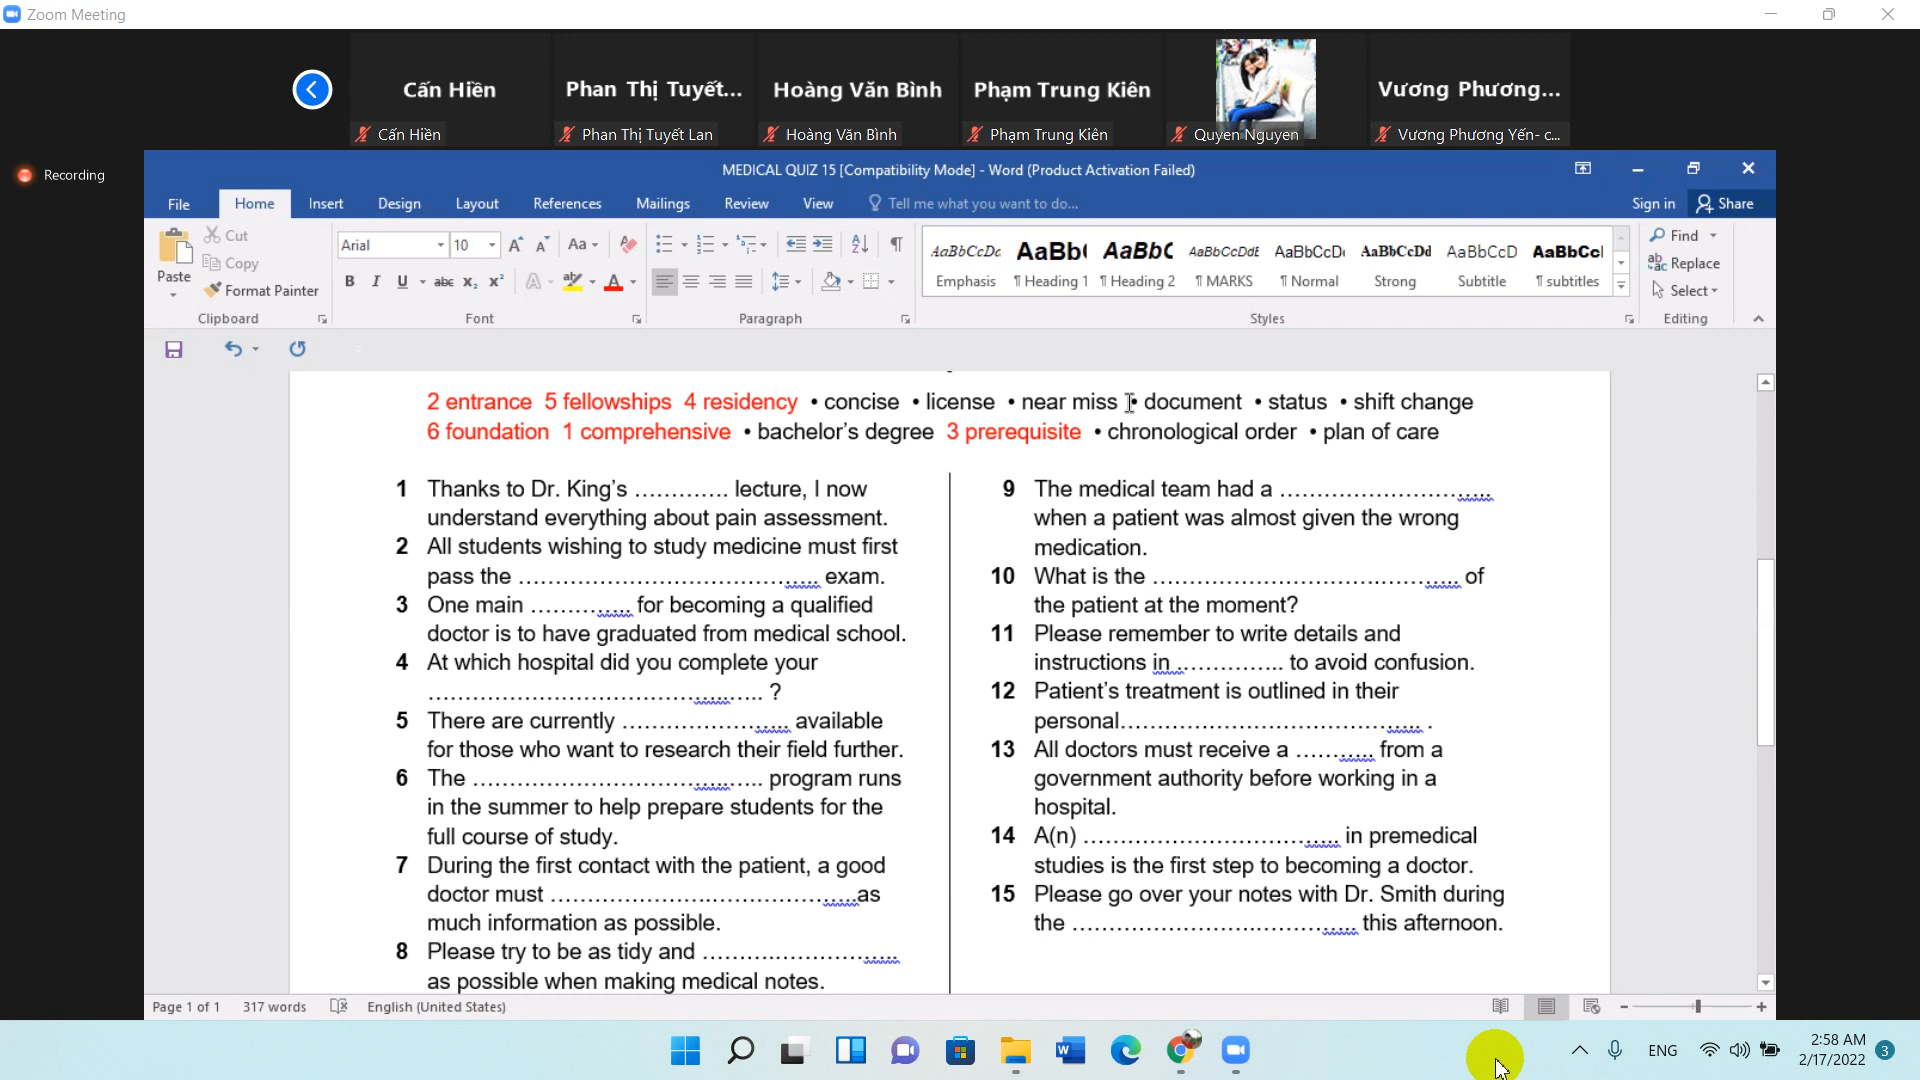 Zoom Meeting
Cấn Hiền
Phan Thị Tuyết...
Hoàng Văn Bình
Phạm Trung Kiên
Vương Phương...
Cấn Hiền
Phan Thị Tuyết Lan
Hoàng Văn Bình
Phạm Trung Kiên
Quyen Nguyen
Vương Phương Yến- c...
Recording
MEDICAL QUIZ 15 [Compatibility Mode] - Word (Product Activation Failed)
File Home Insert Design Layout References Mailings Review View Tell me what you want to do... Sign in Share
Paste
Cut
Copy
Format Painter
Clipboard
Arial 10
Font
Paragraph
AaBbCcDc AaBb( AaBbC AaBbCcDdE AaBbCcDc AaBbCcDd AaBbCcD AaBbCcl
Emphasis ¶ Heading 1 ¶ Heading 2 ¶ MARKS ¶ Normal Strong Subtitle ¶ subtitles
Styles
Find
Replace
Select
Editing
2 entrance 5 fellowships 4 residency • concise • license • near miss • document • status • shift change
6 foundation 1 comprehensive • bachelor's degree 3 prerequisite • chronological order • plan of care
1 Thanks to Dr. King's ............. lecture, I now
understand everything about pain assessment.
2 All students wishing to study medicine must first
pass the ......................................... exam.
3 One main .............. for becoming a qualified
doctor is to have graduated from medical school.
4 At which hospital did you complete your
.............................................. ?
5 There are currently ....................... available
for those who want to research their field further.
6 The ........................................ program runs
in the summer to help prepare students for the
full course of study.
7 During the first contact with the patient, a good
doctor must ..........................................as
much information as possible.
8 Please try to be as tidy and ...........................
as possible when making medical notes.
9 The medical team had a .............................
when a patient was almost given the wrong
medication.
10 What is the .......................................... of
the patient at the moment?
11 Please remember to write details and
instructions in ............... to avoid confusion.
12 Patient's treatment is outlined in their
personal......................................... .
13 All doctors must receive a ........... from a
government authority before working in a
hospital.
14 A(n) ................................... in premedical
studies is the first step to becoming a doctor.
15 Please go over your notes with Dr. Smith during
the ....................................... this afternoon.
Page 1 of 1 317 words English (United States)
ENG
2:58 AM
2/17/2022
3